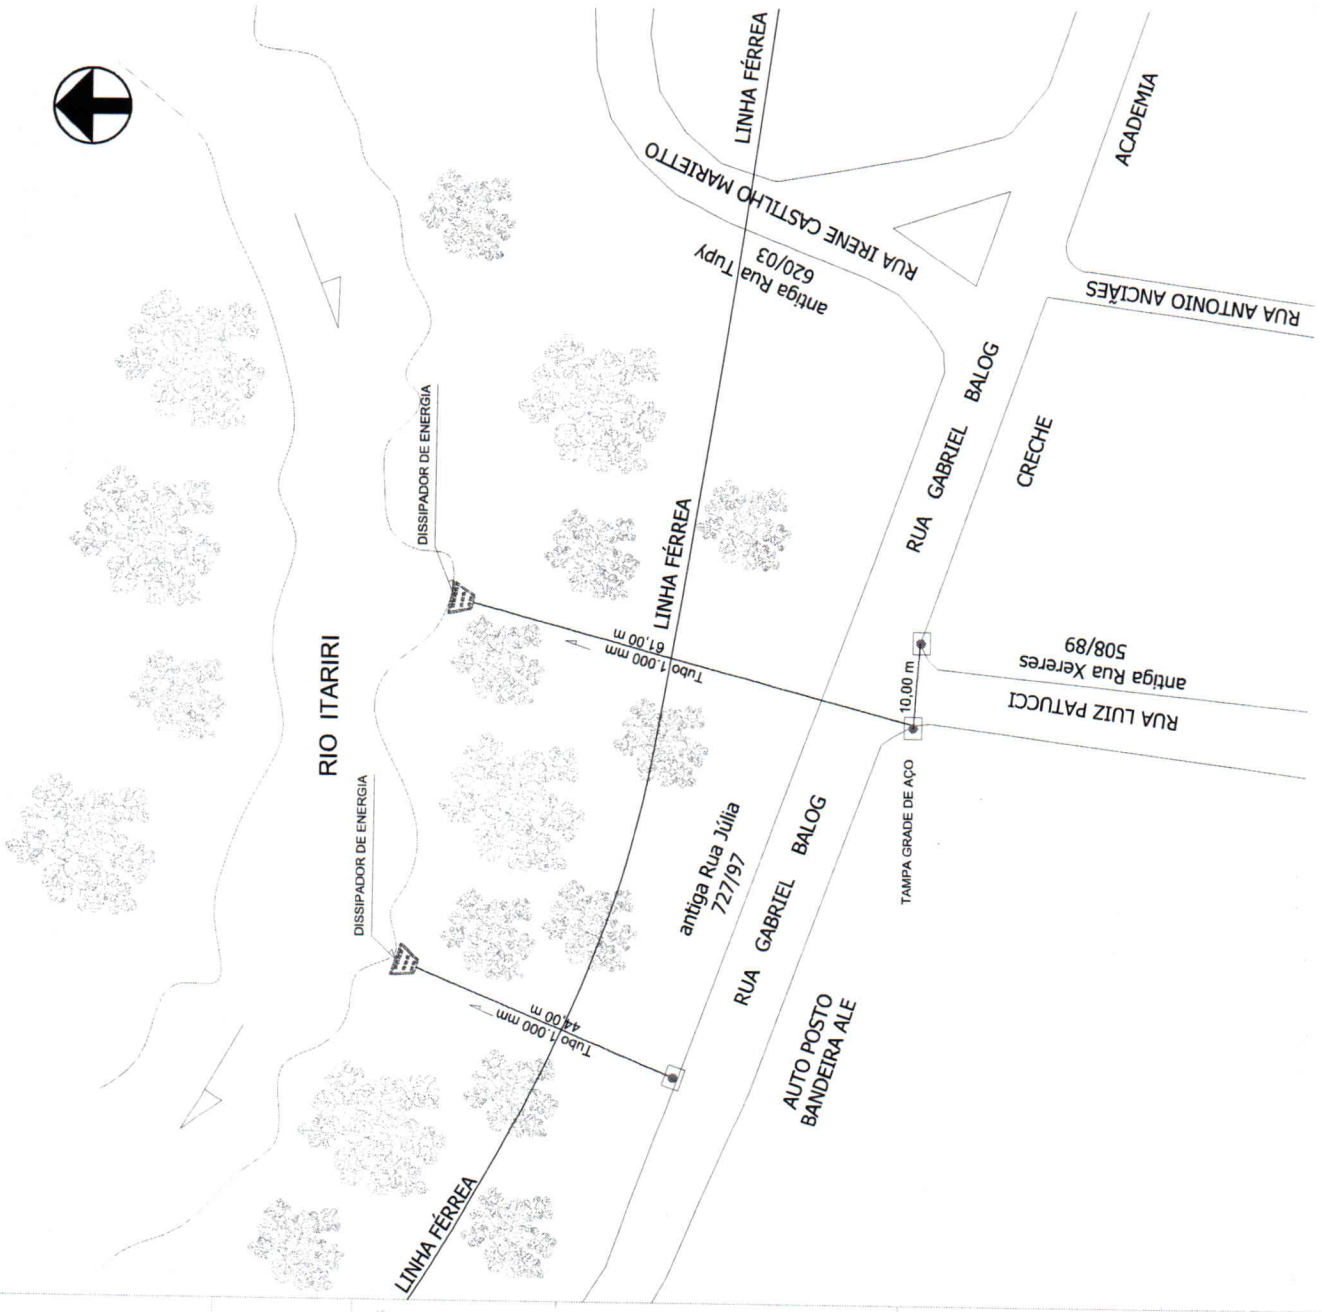 LINHA FÉRREA
RUA IRENE CASTILHO MARIETTO
antiga Rua Tupy
620/03
ACADEMIA
RUA ANTONIO ANCIÃES
DISSIPADOR DE ENERGIA
RUA GABRIEL BALOG
CRECHE
LINHA FÉRREA
RIO ITARIRI
61,00 m
Tubo 1.000 mm
10,00 m
508/89
antiga Rua Xereres
RUA LUIZ PATUCCI
TAMPA GRADE DE AÇO
DISSIPADOR DE ENERGIA
antiga Rua Júlia
727/97
RUA GABRIEL BALOG
44,00 m
Tubo 1.000 mm
AUTO POSTO
BANDEIRA ALE
LINHA FÉRREA